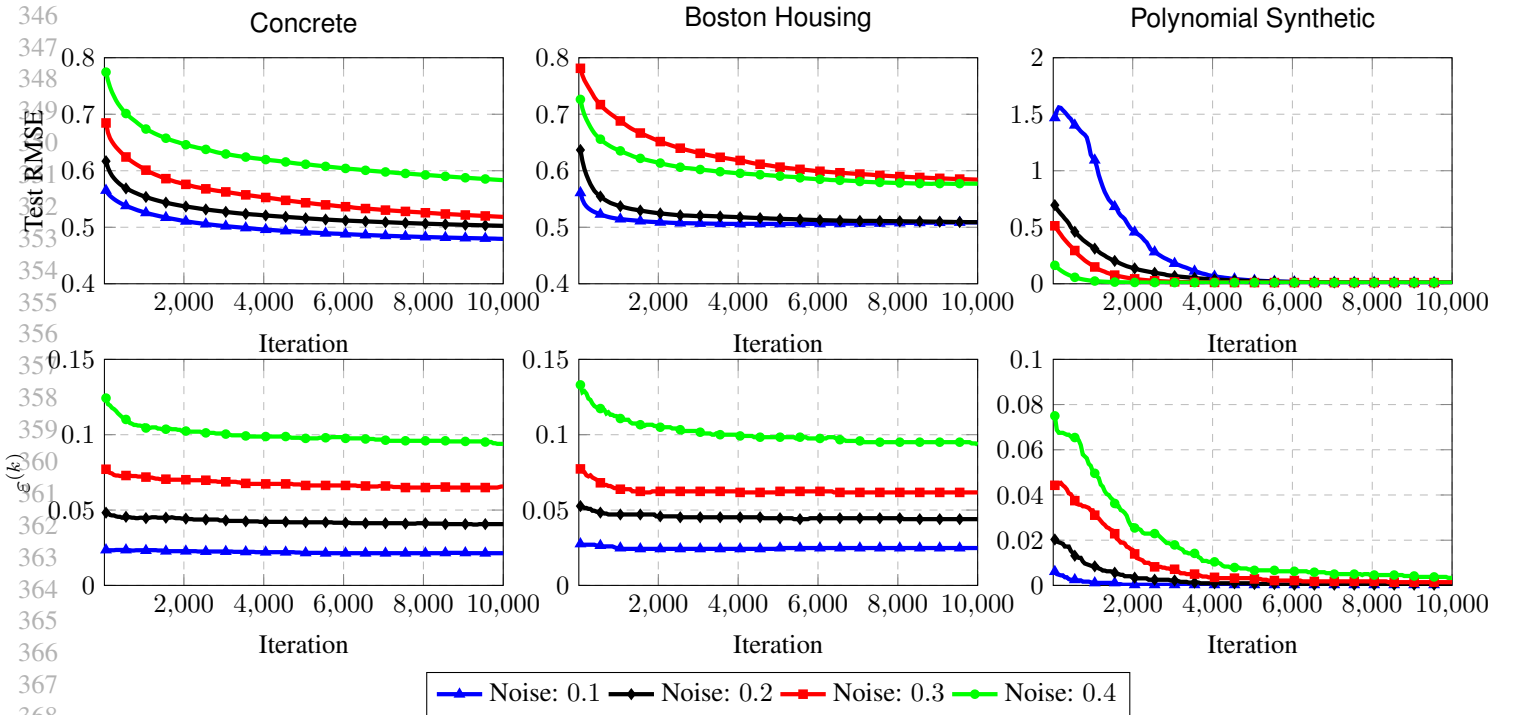 346
347
348
349
350
351
352
353
354
355
356
357
358
359
360
361
362
363
364
365
366
367
368
Concrete
Boston Housing
Polynomial Synthetic
Test RMSE
0.8
0.7
0.6
0.5
0.4
2,000 4,000 6,000 8,000 10,000
Iteration
0.8
0.7
0.6
0.5
0.4
2,000 4,000 6,000 8,000 10,000
Iteration
2
1.5
1
0.5
0
2,000 4,000 6,000 8,000 10,000
Iteration
ε(k)
0.15
0.1
0.05
0
2,000 4,000 6,000 8,000 10,000
Iteration
0.15
0.1
0.05
0
2,000 4,000 6,000 8,000 10,000
Iteration
0.1
0.08
0.06
0.04
0.02
0
2,000 4,000 6,000 8,000 10,000
Iteration
Noise: 0.1 Noise: 0.2 Noise: 0.3 Noise: 0.4